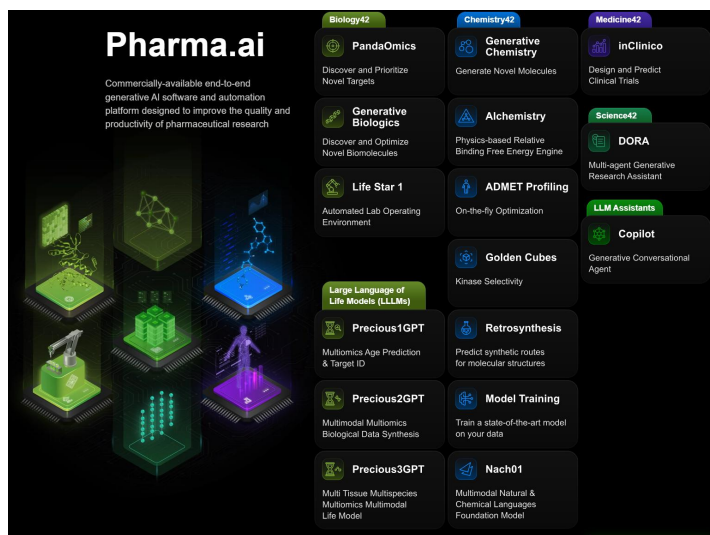 Pharma.ai
Commercially-available end-to-end
generative AI software and automation
platform designed to improve the quality and
productivity of pharmaceutical research
Biology42
PandaOmics
Discover and Prioritize
Novel Targets
Generative
Biologics
Discover and Optimize
Novel Biomolecules
Life Star 1
Automated Lab Operating
Environment
Large Language of
Life Models (LLLMs)
Precious1GPT
Multiomics Age Prediction
& Target ID
Precious2GPT
Multimodal Multiomics
Biological Data Synthesis
Precious3GPT
Multi Tissue Multispecies
Multiomics Multimodal
Life Model
Chemistry42
Generative
Chemistry
Generate Novel Molecules
Alchemistry
Physics-based Relative
Binding Free Energy Engine
ADMET Profiling
On-the-fly Optimization
Golden Cubes
Kinase Selectivity
Retrosynthesis
Predict synthetic routes
for molecular structures
Model Training
Train a state-of-the-art model
on your data
Nach01
Multimodal Natural &
Chemical Languages
Foundation Model
Medicine42
inClinico
Design and Predict
Clinical Trials
Science42
DORA
Multi-agent Generative
Research Assistant
LLM Assistants
Copilot
Generative Conversational
Agent